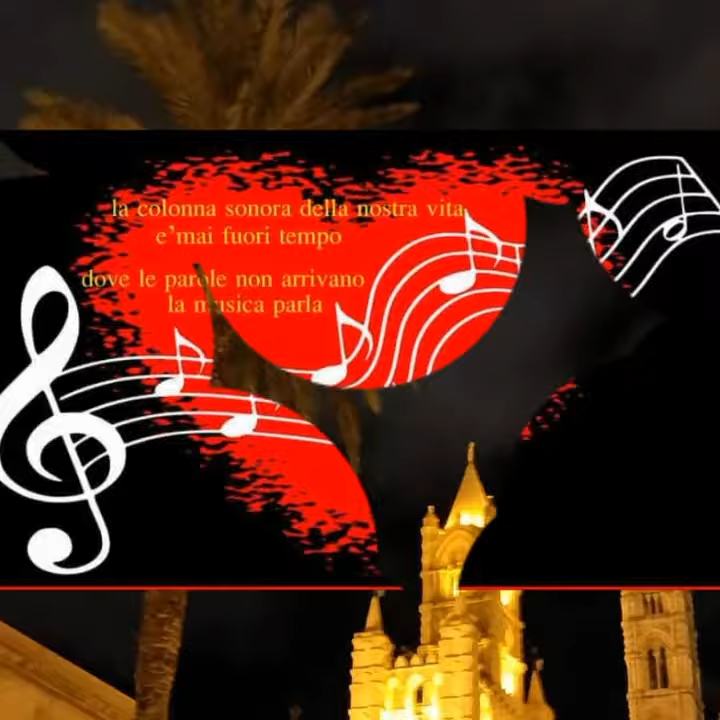 la colonna sonora della nostra vita
e'mai fuori tempo
dove le parole non arrivano
la musica parla